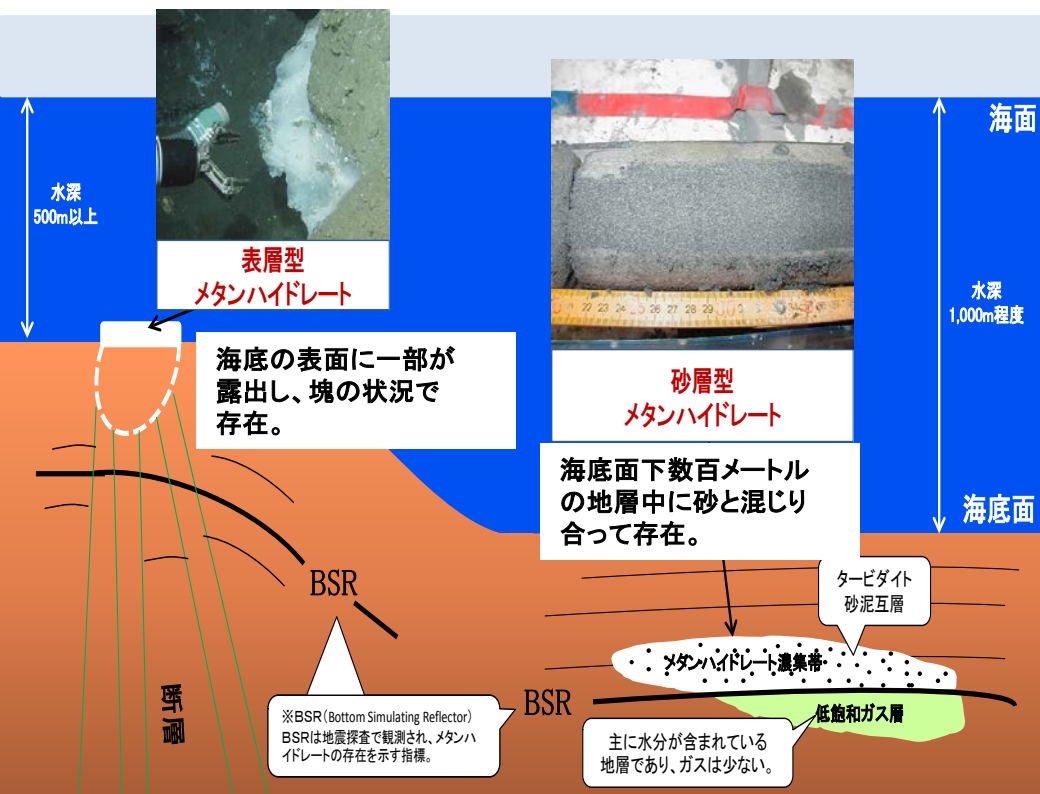 海面
水深
500m以上
表層型
メタンハイドレート
海底の表面に一部が
露出し、塊の状況で
存在。
22 23 24 25 26 27 28 29 30
水深
1,000m程度
砂層型
メタンハイドレート
海底面下数百メートル
の地層中に砂と混じり
合って存在。
海底面
BSR
タービダイト
砂泥互層
メタンハイドレート濃集帯
断層
※BSR(Bottom Simulating Reflector)
BSRは地震探査で観測され、メタンハ
イドレートの存在を示す指標。
BSR
低飽和ガス層
主に水分が含まれている
地層であり、ガスは少ない。